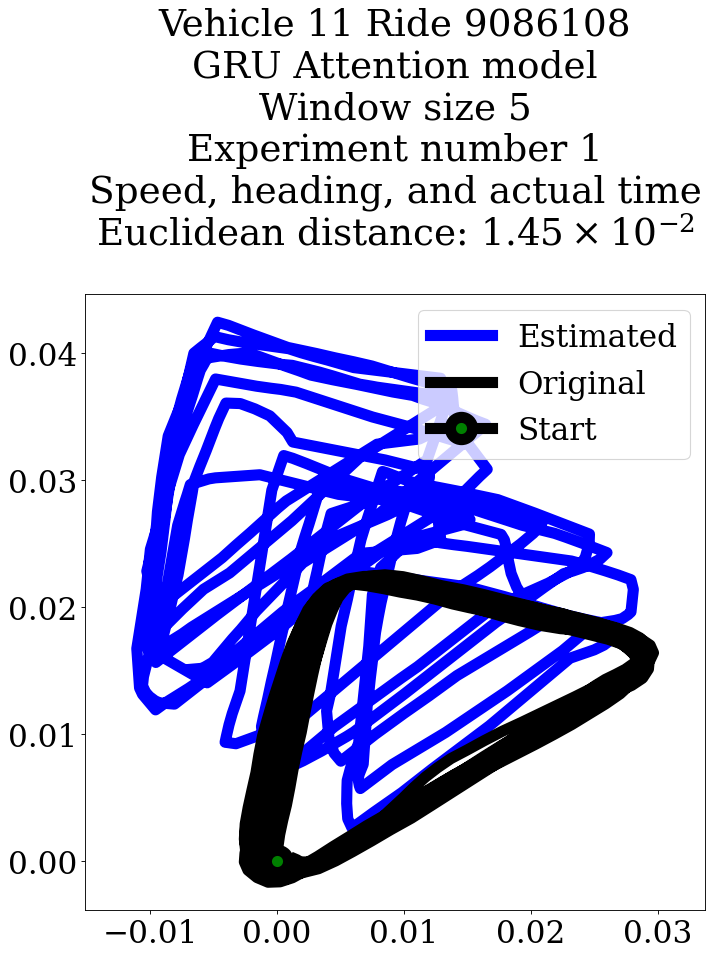 Vehicle 11 Ride 9086108
GRU Attention model
Window size 5
Experiment number 1
Speed, heading, and actual time
Euclidean distance: 1.45 × 10⁻²
Estimated
Original
Start
0.04
0.03
0.02
0.01
0.00
−0.01 0.00 0.01 0.02 0.03